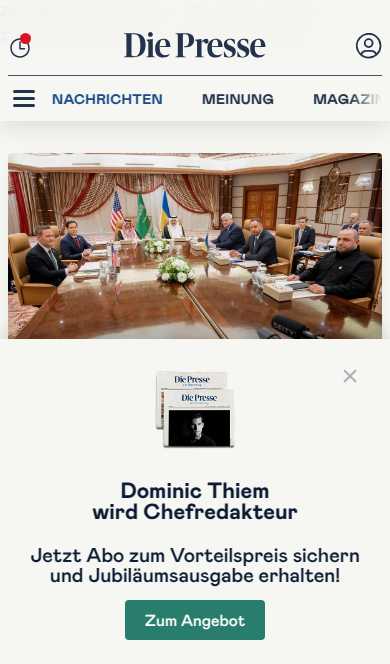 Die Presse
NACHRICHTEN MEINUNG MAGAZIN
Die Presse
Die Presse
Dominic Thiem
wird Chefredakteur
Jetzt Abo zum Vorteilspreis sichern
und Jubiläumsausgabe erhalten!
Zum Angebot